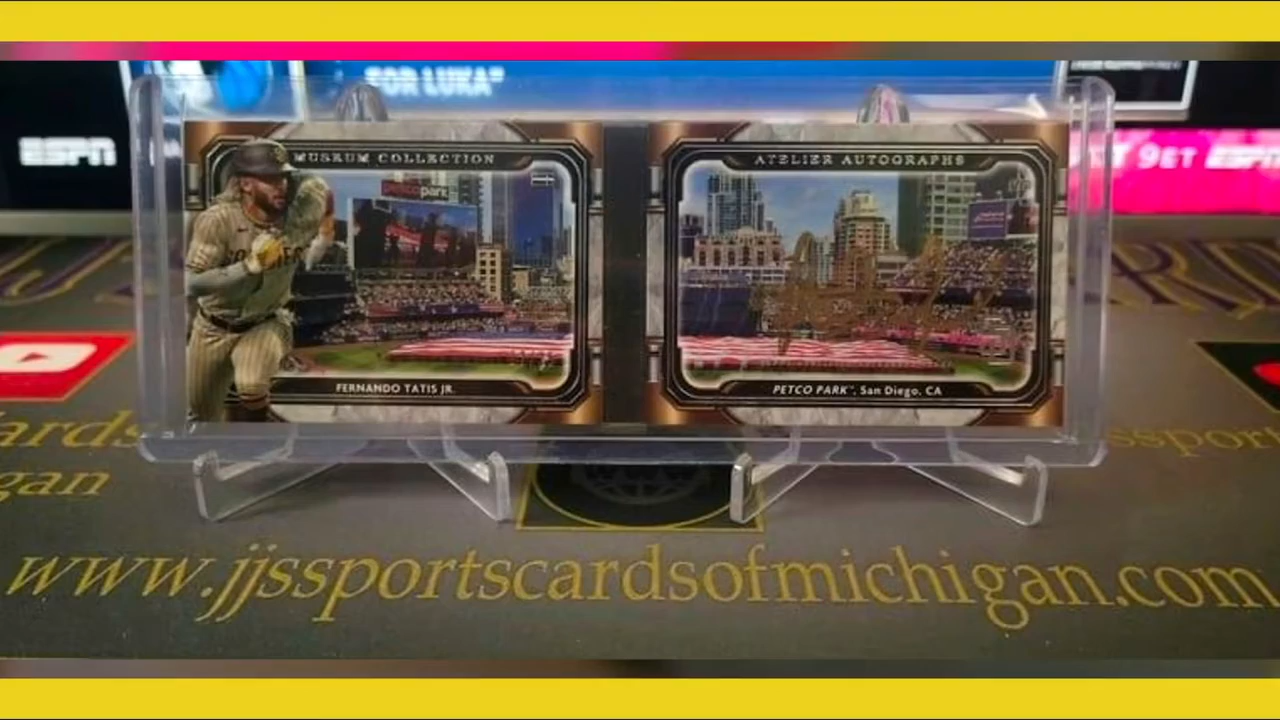 FOR LUKA"
ESPN
9ET ESPN
MUSEUM COLLECTION
ATELIER AUTOGRAPHS
petco park
FERNANDO TATIS JR.
PETCO PARK™, San Diego, CA
ards
gan
ssport
www.jjssportscardsofmichigan.com